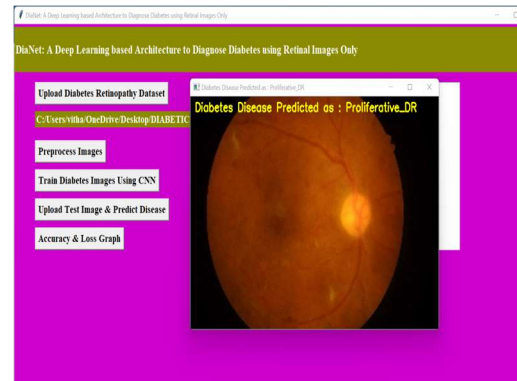 DiaNet: A Deep Learning based Architecture to Diagnose Diabetes using Retinal Images Only
DiaNet: A Deep Learning based Architecture to Diagnose Diabetes using Retinal Images Only
Upload Diabetes Retinopathy Dataset
Diabetes Disease Predicted as : Proliferative_DR
Diabetes Disease Predicted as : Proliferative_DR
C:/Users/vitha/OneDrive/Desktop/DIABETIC
Preprocess Images
Train Diabetes Images Using CNN
Upload Test Image & Predict Disease
Accuracy & Loss Graph